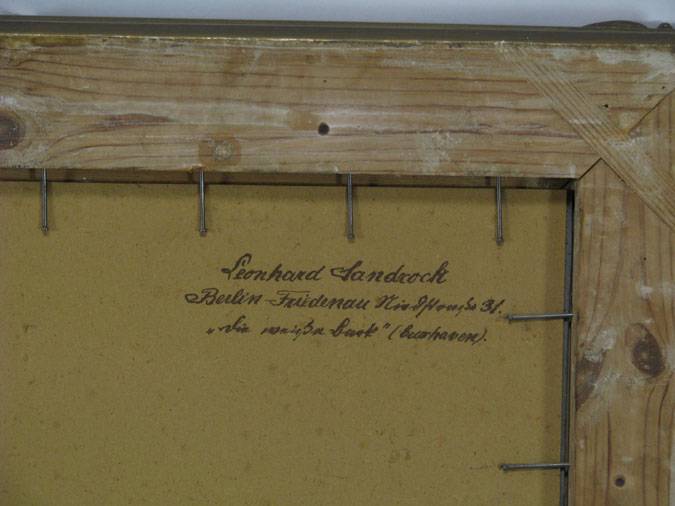 Leonhard Sandrock
Berlin-Friedenau Niedstraße 31.
„Die weiße Bark" (Cuxhaven).